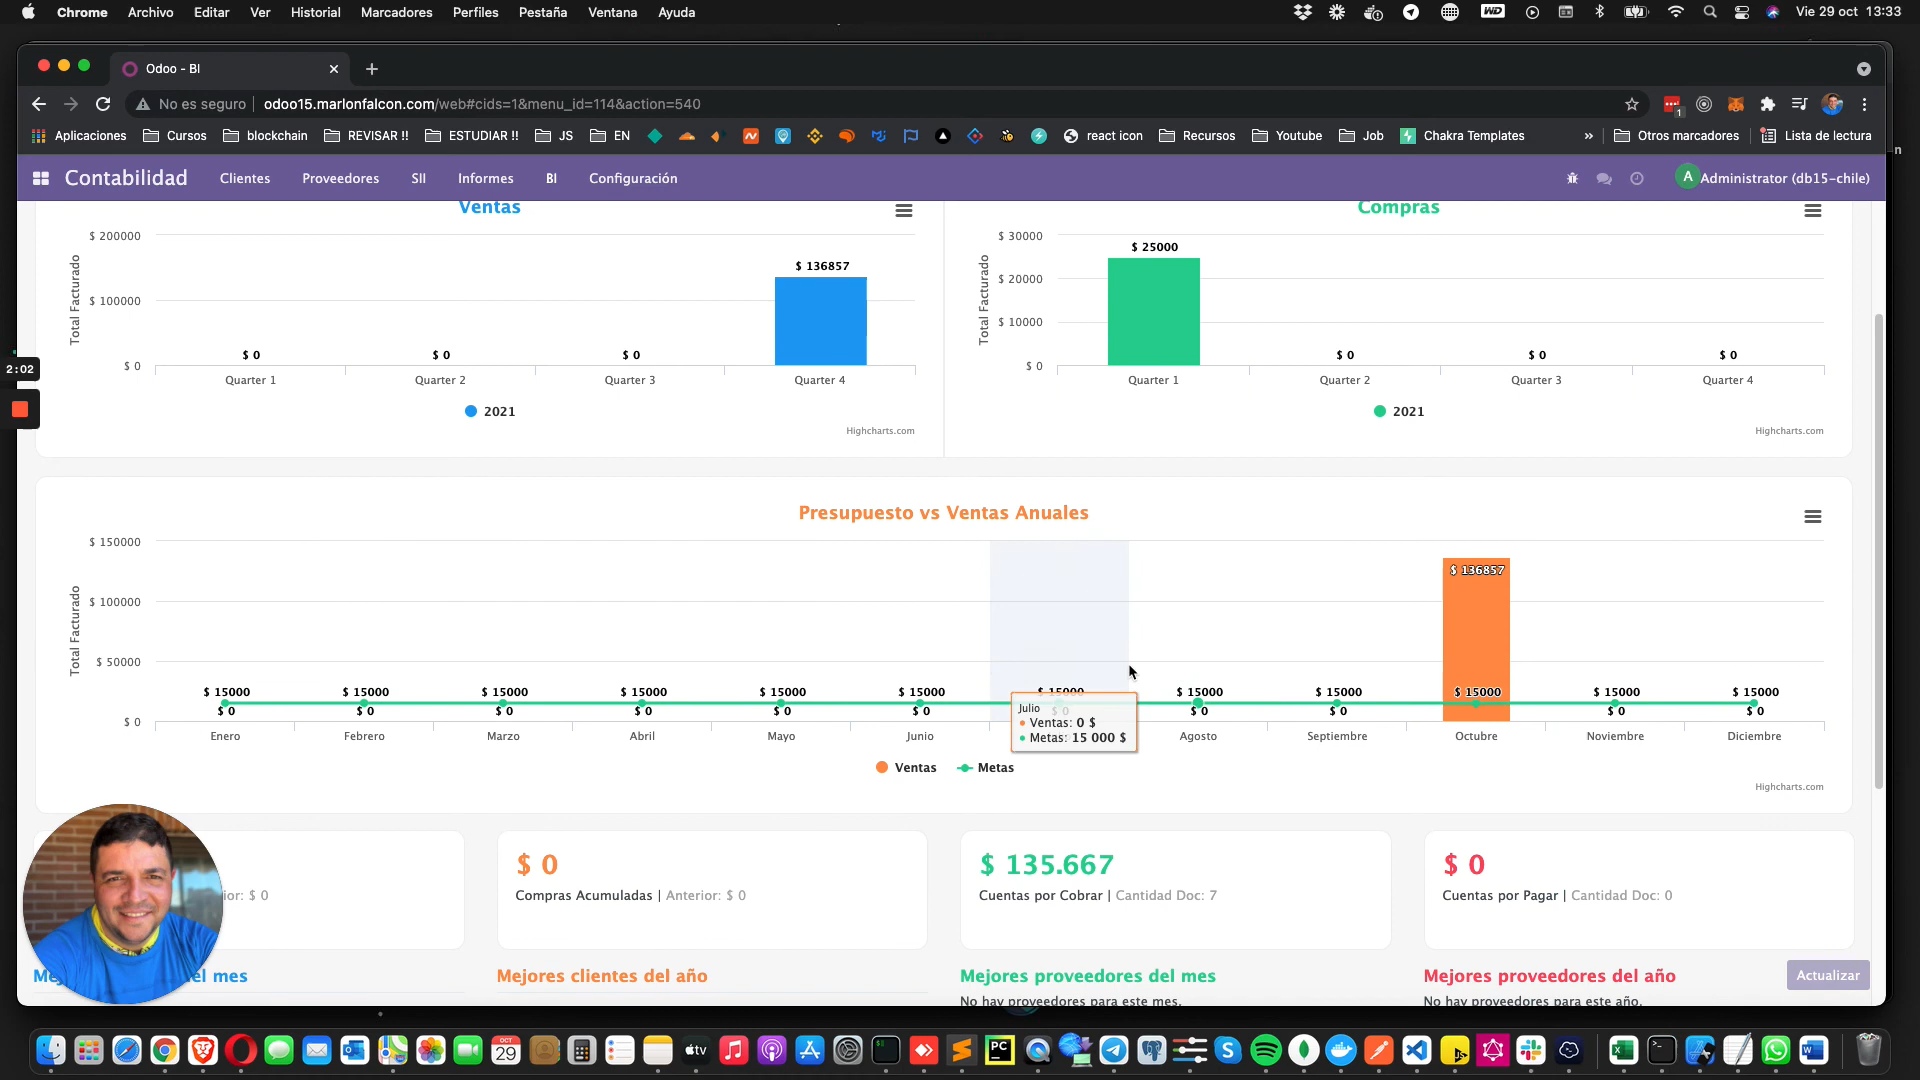 Chrome Archivo Editar Ver Historial Marcadores Perfiles Pestaña Ventana Ayuda
Vie 29 oct 13:33
Odoo - BI
No es seguro odoo15.marlonfalcon.com/web#cids=1&menu_id=114&action=540
Aplicaciones Cursos blockchain REVISAR !! ESTUDIAR !! JS EN react icon Recursos Youtube Job Chakra Templates » Otros marcadores Lista de lectura
Contabilidad Clientes Proveedores SII Informes BI Configuración A Administrator (db15-chile)
Ventas
Total Facturado
$ 200000
$ 100000
$ 0
$ 0 $ 0 $ 0 $ 136857
Quarter 1 Quarter 2 Quarter 3 Quarter 4
2021
Highcharts.com
Compras
Total Facturado
$ 30000
$ 20000
$ 10000
$ 0
$ 25000 $ 0 $ 0 $ 0
Quarter 1 Quarter 2 Quarter 3 Quarter 4
2021
Highcharts.com
2:02
Presupuesto vs Ventas Anuales
Total Facturado
$ 150000
$ 100000
$ 50000
$ 0
$ 136857
$ 15000 $ 15000 $ 15000 $ 15000 $ 15000 $ 15000 $ 15000 $ 15000 $ 15000 $ 15000 $ 15000 $ 15000
$ 0 $ 0 $ 0 $ 0 $ 0 $ 0 $ 0 $ 0 $ 0 $ 0 $ 0
Julio
Ventas: 0 $
Metas: 15 000 $
Enero Febrero Marzo Abril Mayo Junio Agosto Septiembre Octubre Noviembre Diciembre
Ventas Metas
Highcharts.com
ior: $ 0
$ 0
Compras Acumuladas | Anterior: $ 0
$ 135.667
Cuentas por Cobrar | Cantidad Doc: 7
$ 0
Cuentas por Pagar | Cantidad Doc: 0
Me el mes
Mejores clientes del año
Mejores proveedores del mes
No hay proveedores para este mes.
Mejores proveedores del año
No hay proveedores para este año.
Actualizar